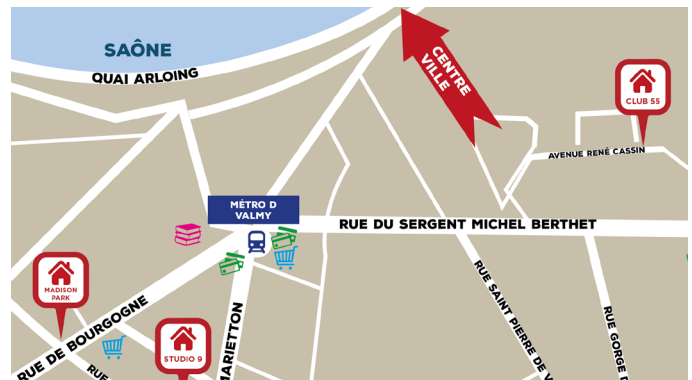 SAÔNE
QUAI ARLOING
CENTRE
VILLE
CLUB 55
AVENUE RENÉ CASSIN
MÉTRO D
VALMY
RUE DU SERGENT MICHEL BERTHET
MADISON
PARK
RUE DE BOURGOGNE
STUDIO 9
MARIETTON
RUE SAINT PIERRE DE V
RUE GORGE D
RUE